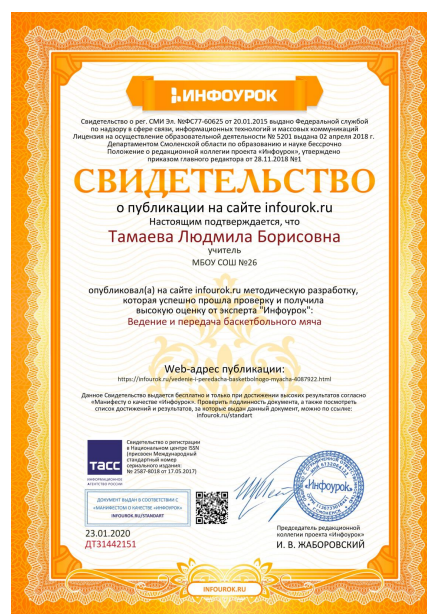 ИНФОУРОК
Свидетельство о рег. СМИ Эл. №ФС77-60625 от 20.01.2015 выдано Федеральной службой
по надзору в сфере связи, информационных технологий и массовых коммуникаций
Лицензия на осуществление образовательной деятельности № 5201 выдана 02 апреля 2018 г.
Департаментом Смоленской области по образованию и науке бессрочно
Положение о редакционной коллегии проекта «Инфоурок», утверждено
приказом главного редактора от 28.11.2018 №1
СВИДЕТЕЛЬСТВО
о публикации на сайте infourok.ru
Настоящим подтверждается, что
Тамаева Людмила Борисовна
учитель
МБОУ СОШ №26
опубликовал(а) на сайте infourok.ru методическую разработку,
которая успешно прошла проверку и получила
высокую оценку от эксперта "Инфоурок":
Ведение и передача баскетбольного мяча
Web-адрес публикации:
https://infourok.ru/vedenie-i-peredacha-basketbolnogo-myacha-4087922.html
Данное Свидетельство выдается бесплатно и только при достижении высоких результатов согласно
«Манифесту о качестве «Инфоурок». Проверить подлинность документа, а также посмотреть
список достижений и результатов, за которые выдан данный документ, можно по ссылке:
infourok.ru/standart
Свидетельство о регистрации
в Национальном центре ISSN
(присвоен Международный
стандартный номер
сериального издания:
№ 2587-8018 от 17.05.2017)
ТАСС
ИНФОРМАЦИОННОЕ
АГЕНТСТВО РОССИИ
ДОКУМЕНТ ВЫДАН В СООТВЕТСТВИИ С
«МАНИФЕСТОМ О КАЧЕСТВЕ «ИНФОУРОК»
INFOUROK.RU/STANDART
«Инфоурок»
23.01.2020
ДТ31442151
Председатель редакционной
коллегии проекта «Инфоурок»
И. В. ЖАБОРОВСКИЙ
INFOUROK.RU